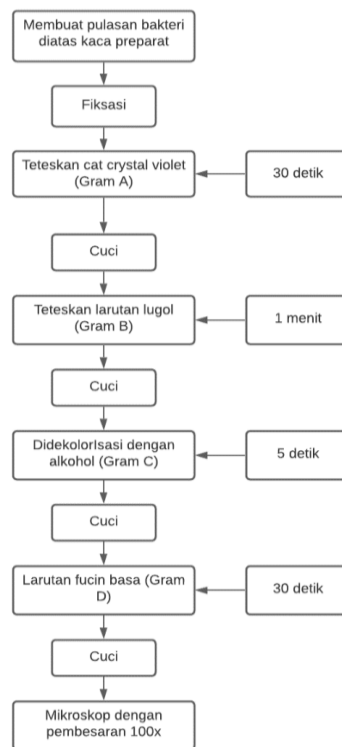 Membuat pulasan bakteri
diatas kaca preparat
Fiksasi
Teteskan cat crystal violet
(Gram A)
30 detik
Cuci
Teteskan larutan lugol
(Gram B)
1 menit
Cuci
DidekolorIsasi dengan
alkohol (Gram C)
5 detik
Cuci
Larutan fucin basa (Gram
D)
30 detik
Cuci
Mikroskop dengan
pembesaran 100x